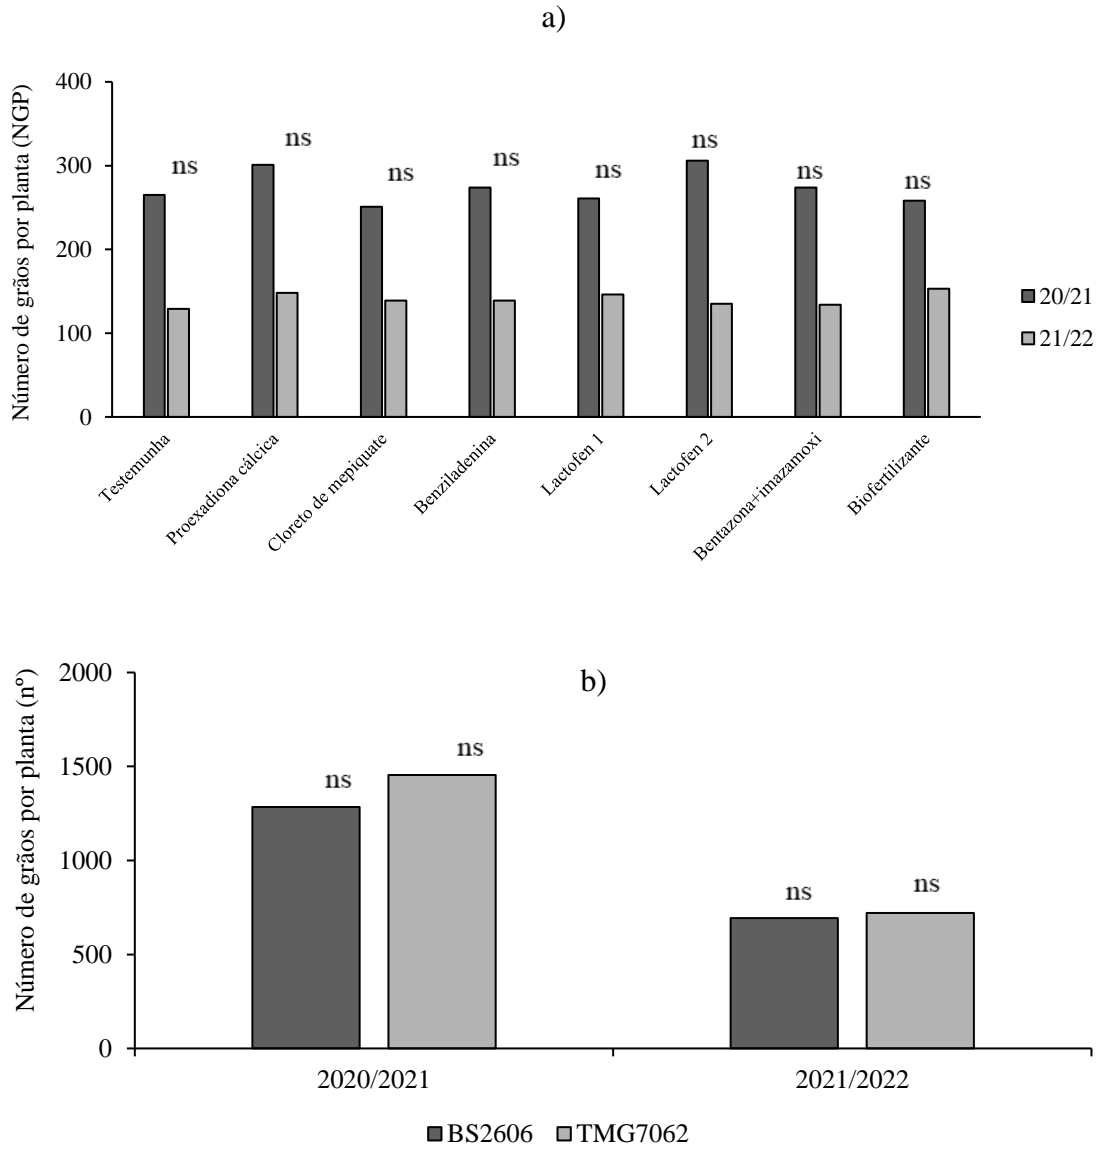 a)
Número de grãos por planta (NGP)
400
300
200
100
0
ns
ns
ns
ns
ns
ns
ns
ns
Testemunha
Proexadiona cálcica
Cloreto de mepiquate
Benziladenina
Lactofen 1
Lactofen 2
Bentazona+imazamoxi
Biofertilizante
20/21
21/22
b)
Número de grãos por planta (nº)
2000
1500
1000
500
0
ns
ns
ns
ns
2020/2021
2021/2022
BS2606 TMG7062